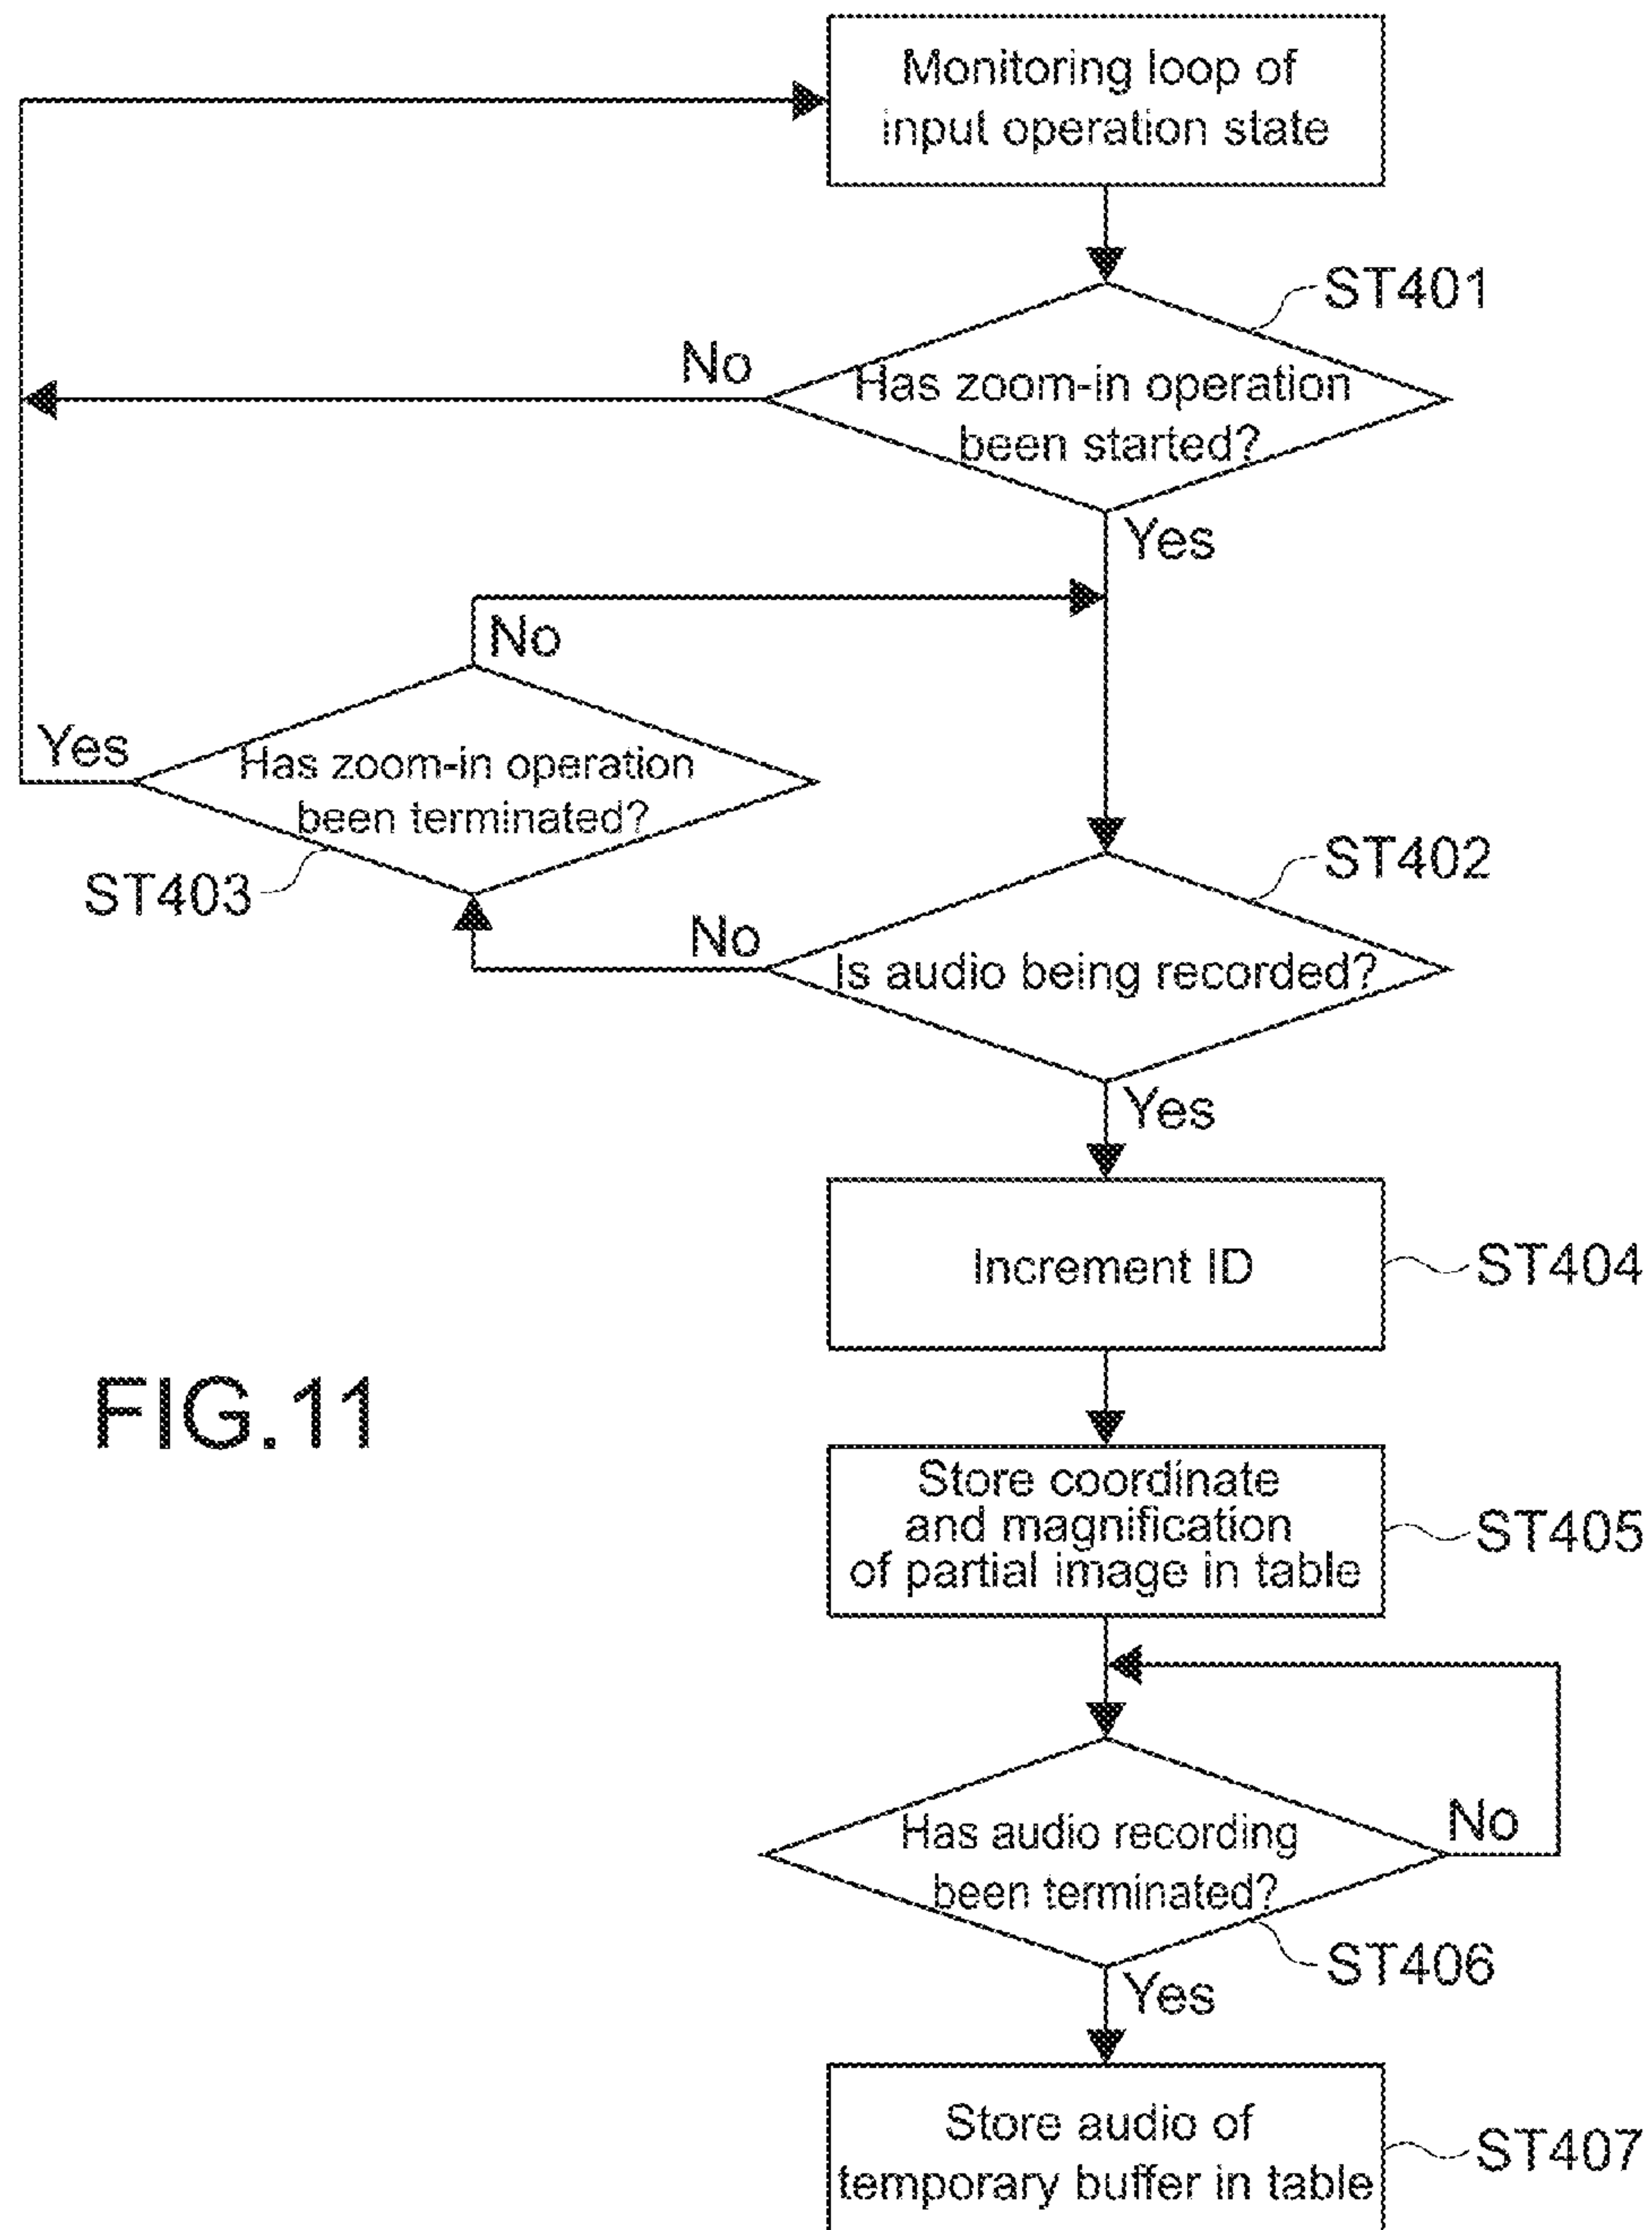 Monitoring loop of
input operation state
ST401
No
Has zoom-in operation
been started?
Yes
No
Yes
Has zoom-in operation
been terminated?
ST403
ST402
No
Is audio being recorded?
Yes
Increment ID
ST404
FIG.11
Store coordinate
and magnification
of partial image in table
ST405
Has audio recording
been terminated?
No
ST406
Yes
Store audio of
temporary buffer in table
ST407